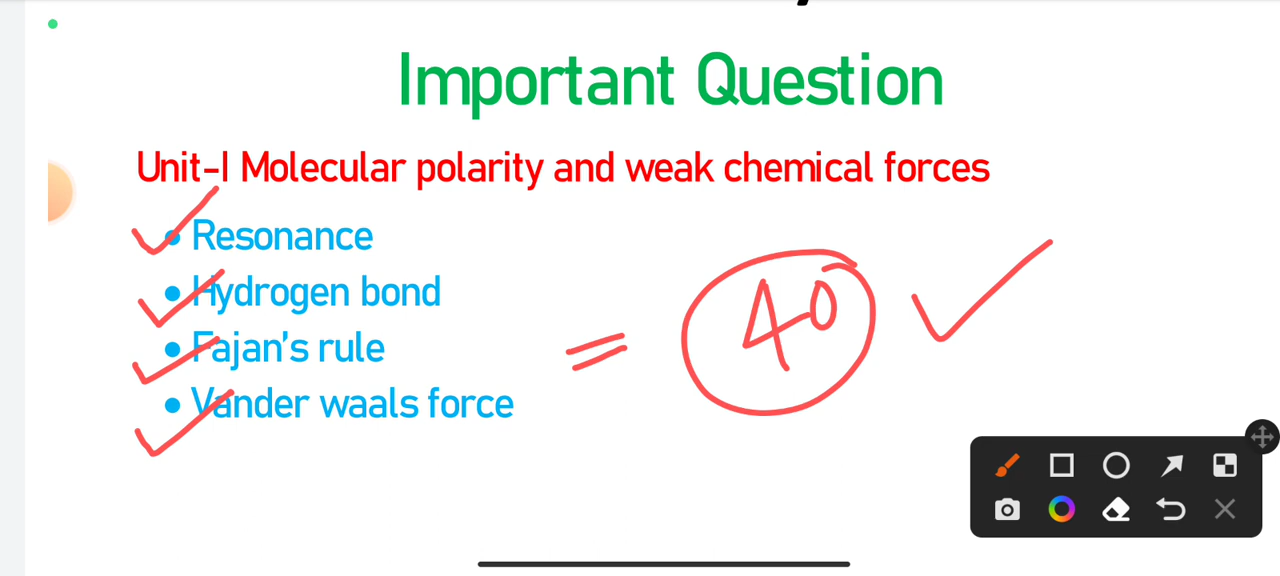 Important Question
Unit-I Molecular polarity and weak chemical forces
• Resonance
• Hydrogen bond
• Fajan's rule
• Vander waals force
= 40